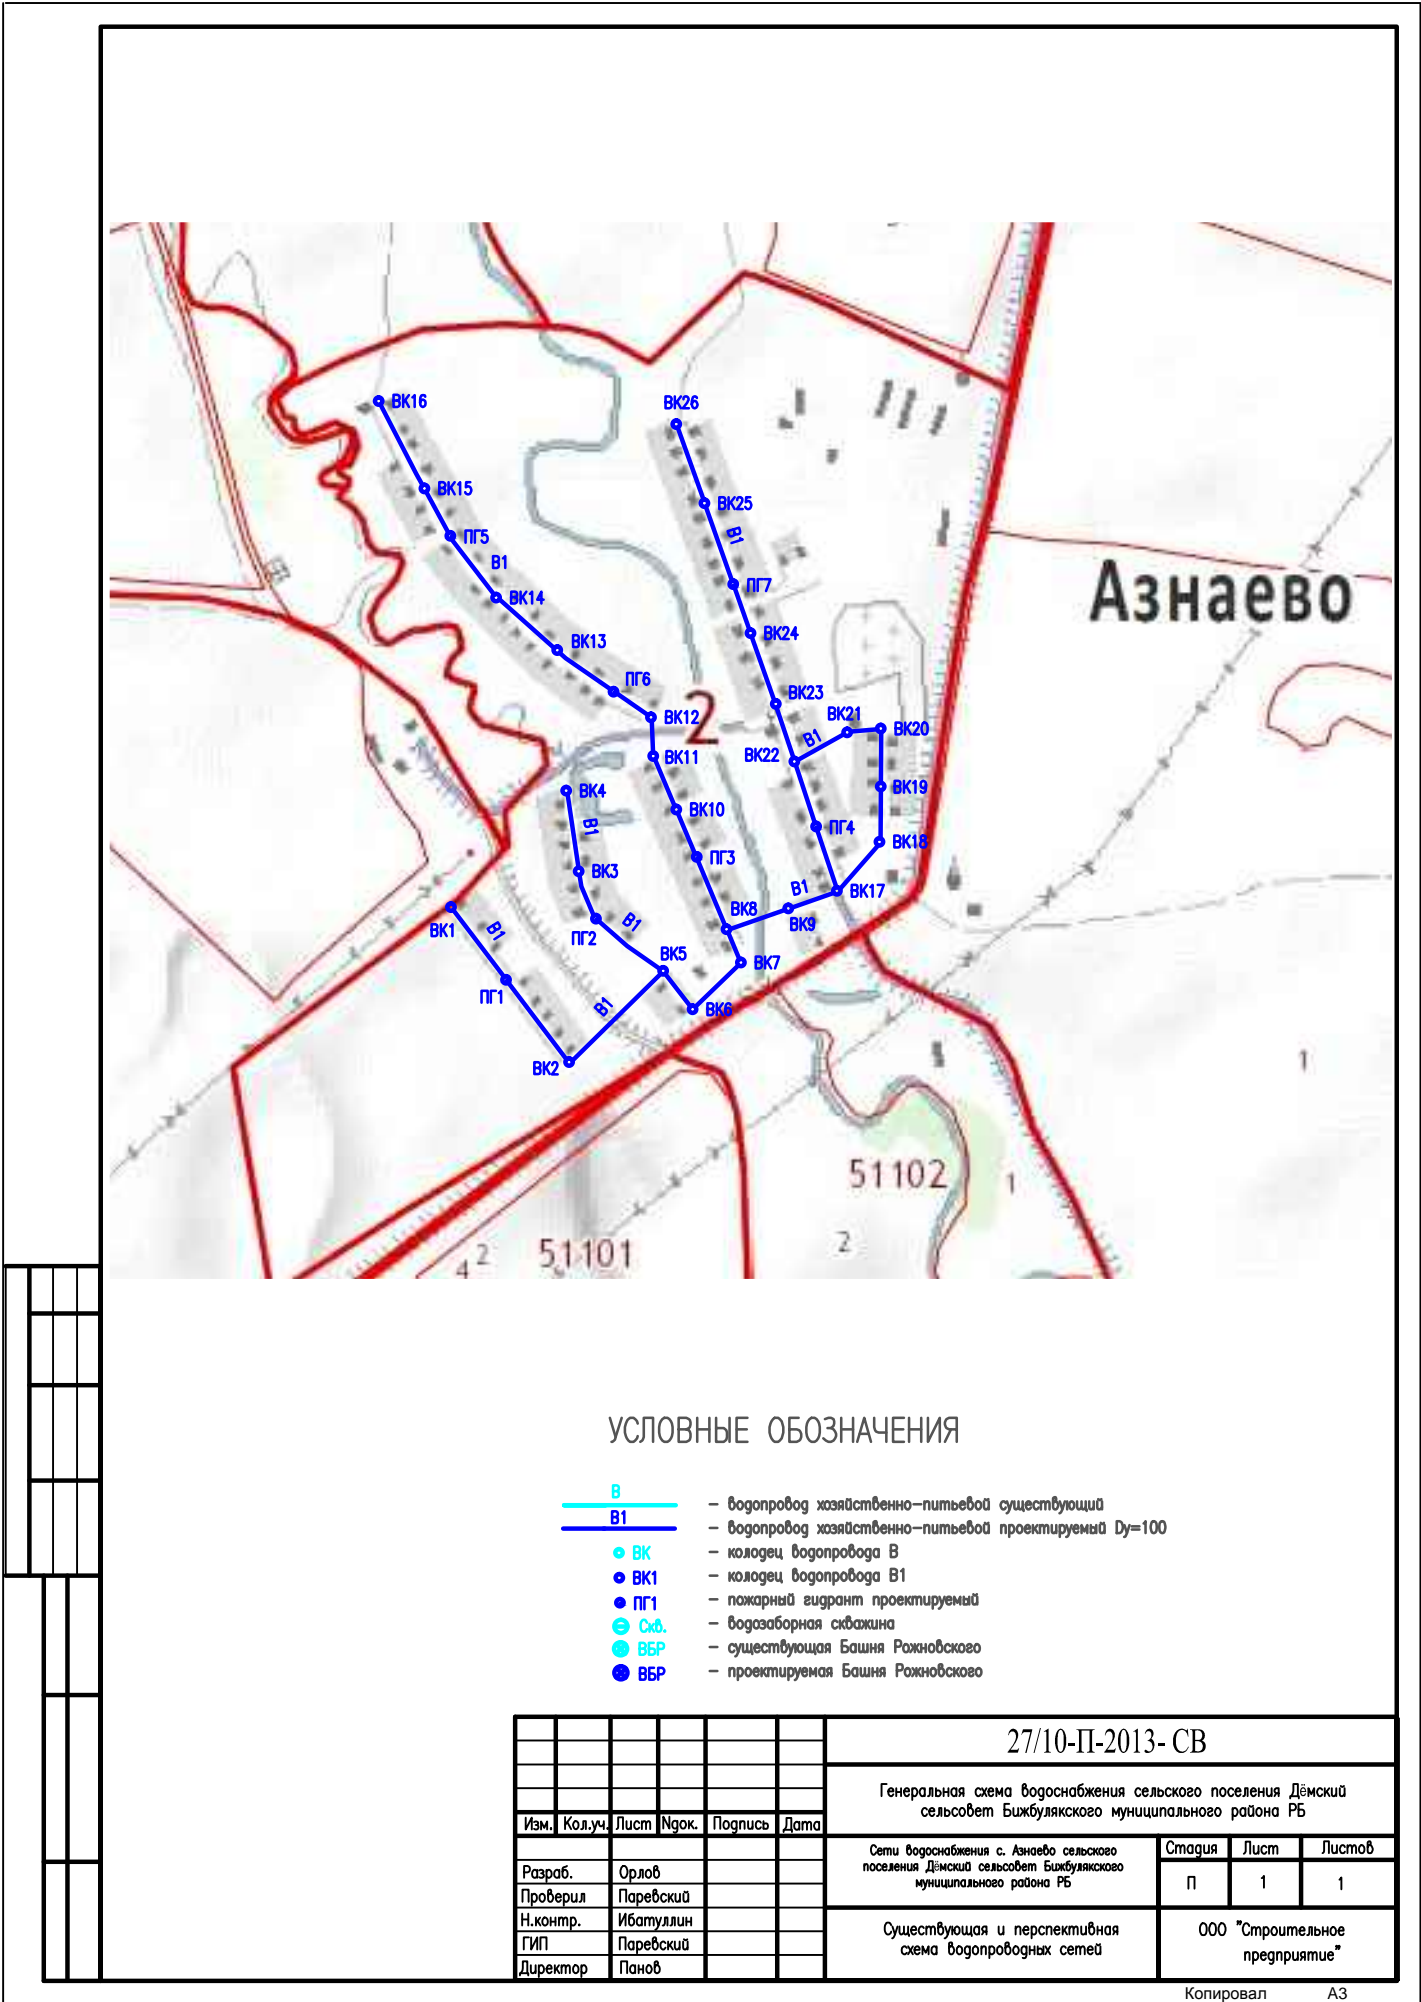 ВК16
ВК26
ВК15
ВК25
ПГ5
В1
В1
ПГ7
Азнаево
ВК14
ВК24
ВК13
ПГ6
ВК23
2
ВК12
ВК21
ВК20
В1
ВК11
ВК22
ВК4
ВК19
ВК10
В1
ПГ4
ВК18
ПГ3
ВК3
В1
ВК17
ВК1
В1
ПГ2
В1
ВК8
ВК9
ВК5
ВК7
ПГ1
В1
ВК6
ВК2
1
51102
1
2
51101
4
2
УСЛОВНЫЕ ОБОЗНАЧЕНИЯ
В
– водопровод хозяйственно–питьевой существующий
В1
– водопровод хозяйственно–питьевой проектируемый Dy=100
ВК – колодец водопровода В
ВК1 – колодец водопровода В1
ПГ1 – пожарный гидрант проектируемый
Скв. – водозаборная скважина
ВБР – существующая Башня Рожновского
ВБР – проектируемая Башня Рожновского
27/10-П-2013- СВ
Генеральная схема водоснабжения сельского поселения Дёмский
сельсовет Бижбулякского муниципального района РБ
Изм. Кол.уч. Лист Nдок. Подпись Дата
Сети водоснабжения с. Азнаево сельского
поселения Дёмский сельсовет Бижбулякского
муниципального района РБ
Стадия Лист Листов
П 1 1
Разраб. Орлов
Проверил Паревский
Н.контр. Ибатуллин
ГИП Паревский
Директор Панов
Существующая и перспективная
схема водопроводных сетей
ООО "Строительное
предприятие"
Копировал А3